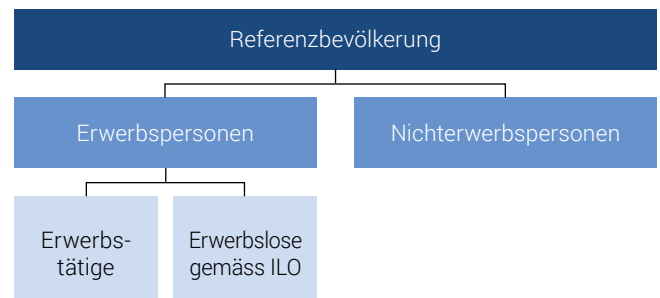 Referenzbevölkerung
Erwerbspersonen
Nichterwerbspersonen
Erwerbs-
tätige
Erwerbslose
gemäss ILO